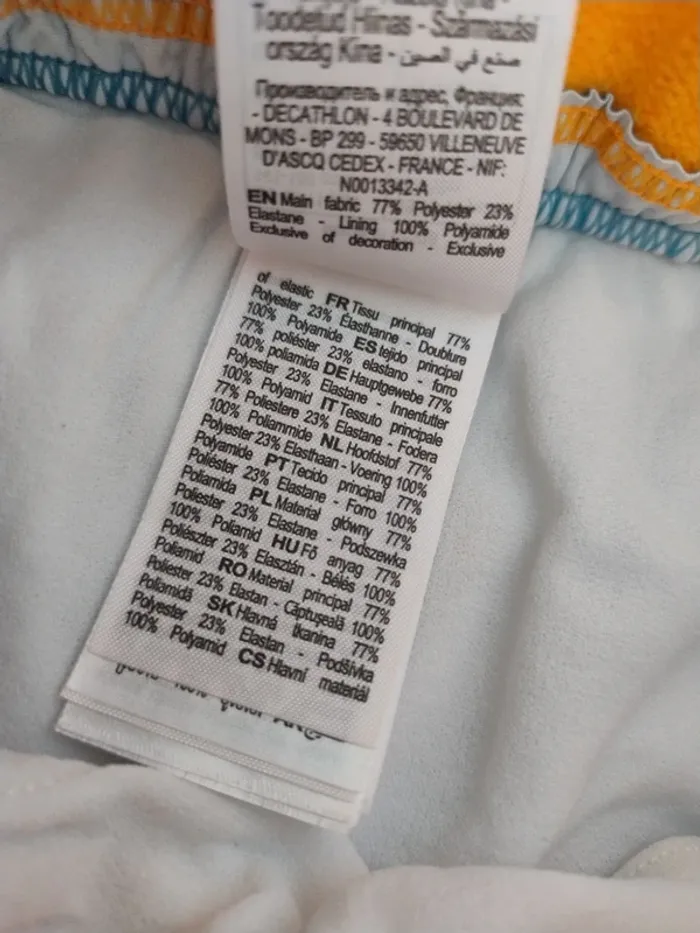 Toodetud Hiinas - Származási
ország Kína - صنع في الصين
Производитель и адрес, Франция:
- DECATHLON - 4 BOULEVARD DE
MONS - BP 299 - 59650 VILLENEUVE
D'ASCQ CEDEX - FRANCE - NIF:
N0013342-A
EN Main fabric 77% Polyester 23%
Elastane - Lining 100% Polyamide
Exclusive of decoration - Exclusive
of elastic FR Tissu principal 77%
Polyester 23% Élasthanne - Doublure
100% Polyamide ES tejido principal
77% poliéster 23% elastano - forro
100% poliamida DE Hauptgewebe 77%
Polyester 23% Elastane - Innenfutter
100% Polyamid IT Tessuto principale
77% Poliestere 23% Elastane - Fodera
100% Poliammide NL Hoofdstof 77%
Polyester 23% Elasthaan - Voering 100%
Polyamide PT Tecido principal 77%
Poliéster 23% Elastane - Forro 100%
Poliamida PL Materiał główny 77%
Poliester 23% Elastane - Podszewka
100% Poliamid HU Fő anyag 77%
Poliészter 23% Elasztán - Bélés 100%
Poliamid RO Material principal 77%
Poliester 23% Elastan - Căptușeală 100%
Poliamidă SK Hlavná tkanina 77%
Polyester 23% Elastan - Podšívka
100% Polyamid CS Hlavní materiál